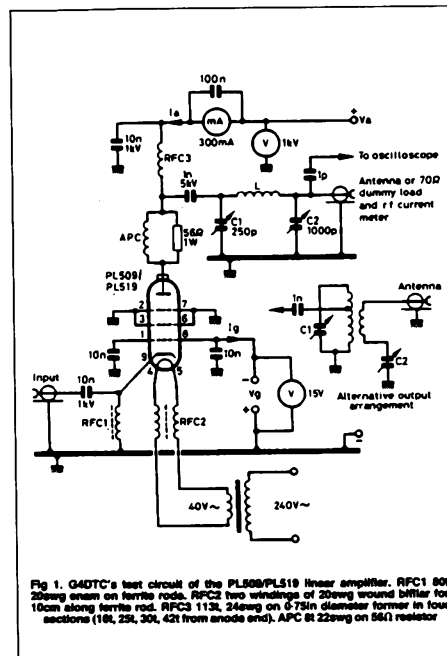 100n
Ia
mA
300mA
+
Va
10n
1kV
V
1kV
RFC3
To oscilloscope
1n
5kV
L
1p
Antenna or 70Ω
dummy load
and r f current
meter
C1
250p
C2
1000p
APC
56Ω
1W
PL509/
PL519
2
3
7
6
1
8
9
4
5
10n
Ig
10n
1n
C1
Antenna
C2
Alternative output
arrangement
Input
10n
1kV
−
Vg
+
V
15V
RFC1
RFC2
−
40V~
240V~
Fig 1. G4DTC's test circuit of the PL509/PL519 linear amplifier. RFC1 80t
20swg enam on ferrite rods. RFC2 two windings of 20swg wound bifilar for
10cm along ferrite rod. RFC3 113t, 24swg on 0·75in diameter former in four
sections (16t, 25t, 30t, 42t from anode end). APC 8t 22swg on 56Ω resistor